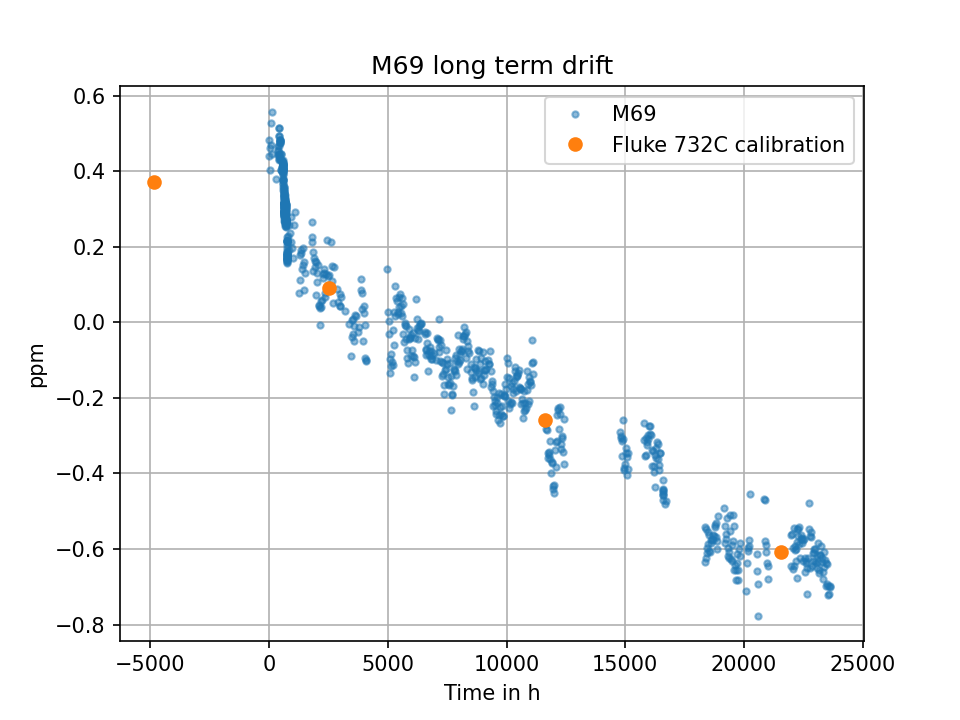 M69 long term drift
M69
Fluke 732C calibration
0.6
0.4
0.2
0.0
−0.2
−0.4
−0.6
−0.8
ppm
−5000 0 5000 10000 15000 20000 25000
Time in h